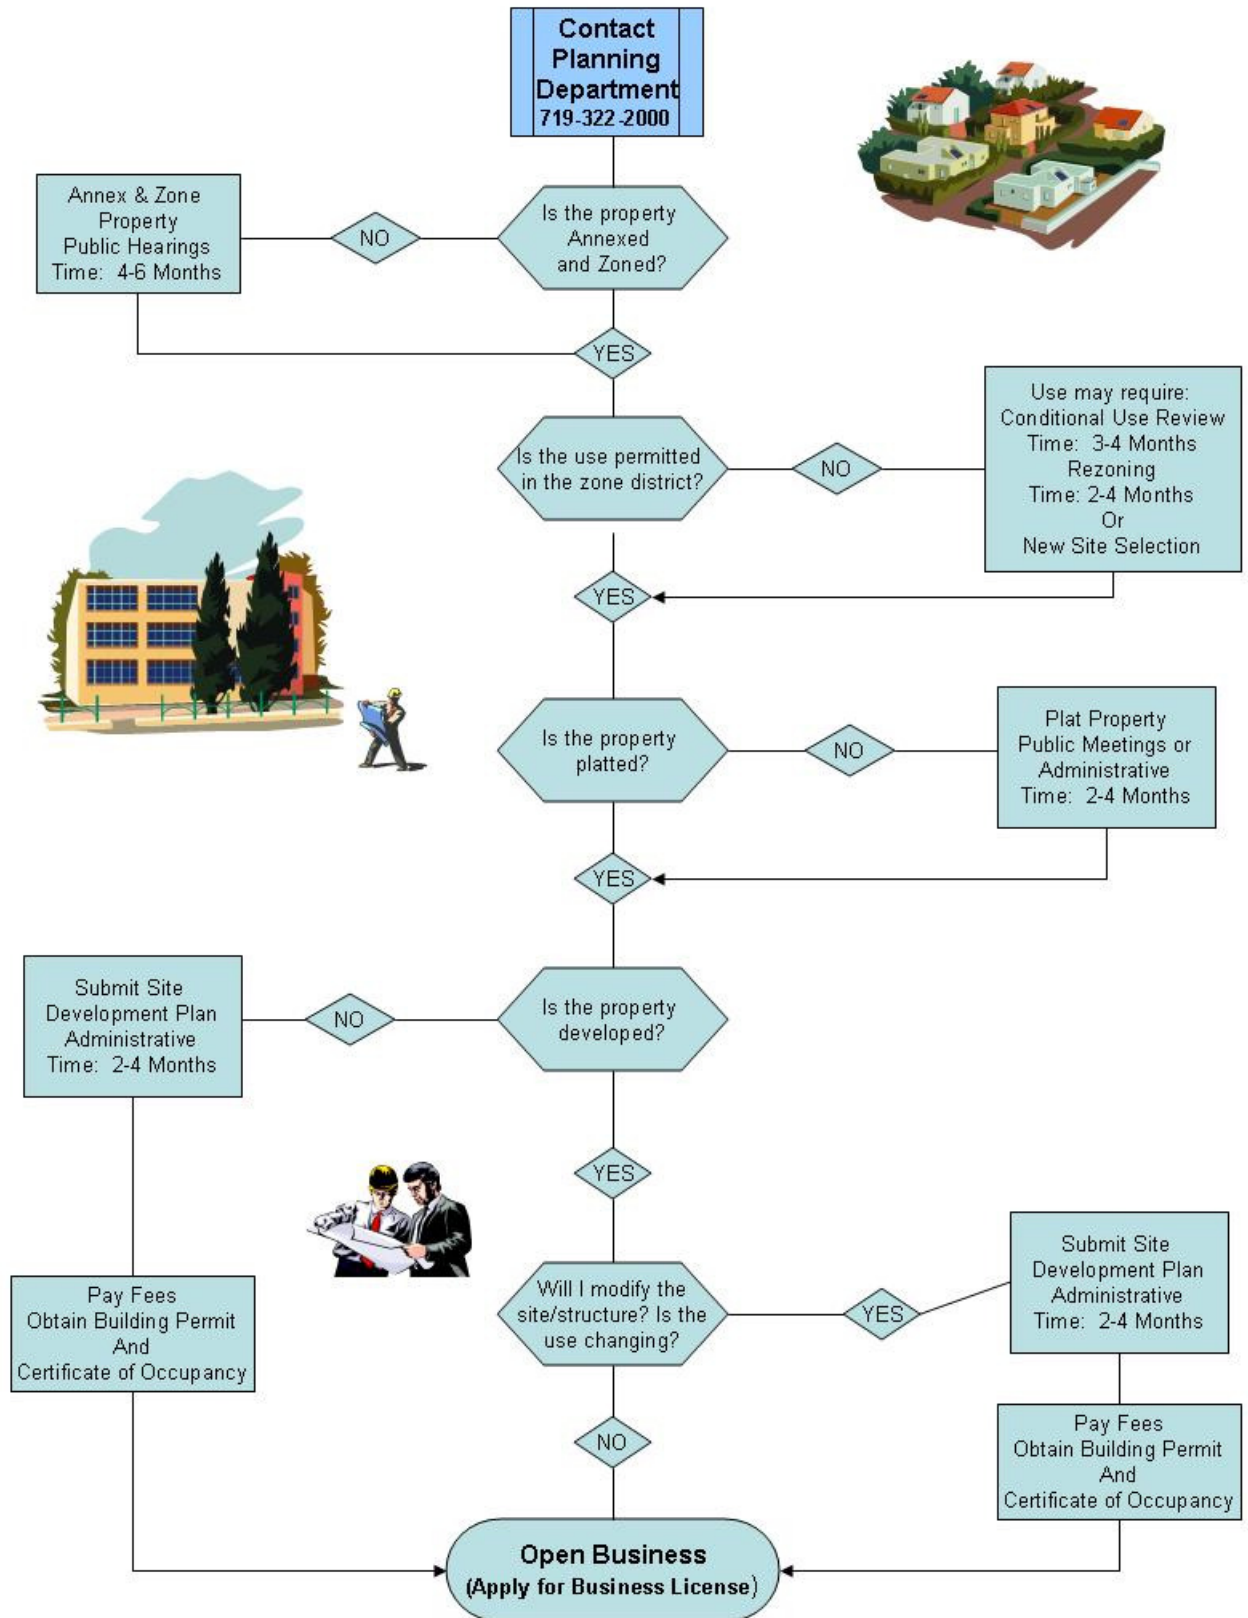 Contact
Planning
Department
719-322-2000
Annex & Zone
Property
Public Hearings
Time: 4-6 Months
NO
Is the property
Annexed
and Zoned?
YES
Is the use permitted
in the zone district?
NO
Use may require:
Conditional Use Review
Time: 3-4 Months
Rezoning
Time: 2-4 Months
Or
New Site Selection
YES
Is the property
platted?
NO
Plat Property
Public Meetings or
Administrative
Time: 2-4 Months
YES
Submit Site
Development Plan
Administrative
Time: 2-4 Months
NO
Is the property
developed?
YES
Will I modify the
site/structure? Is the
use changing?
YES
Submit Site
Development Plan
Administrative
Time: 2-4 Months
Pay Fees
Obtain Building Permit
And
Certificate of Occupancy
NO
Pay Fees
Obtain Building Permit
And
Certificate of Occupancy
Open Business
(Apply for Business License)